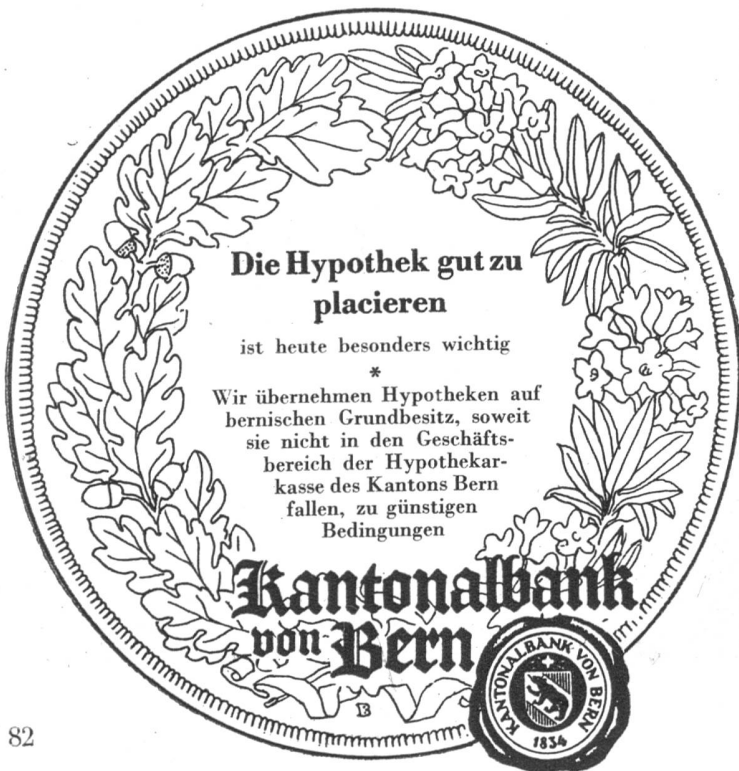 Die Hypothek gut zu
placieren
ist heute besonders wichtig
*
Wir übernehmen Hypotheken auf
bernischen Grundbesitz, soweit
sie nicht in den Geschäfts-
bereich der Hypothekar-
kasse des Kantons Bern
fallen, zu günstigen
Bedingungen
Kantonalbank
von Bern
B
KANTONALBANK VON BERN
1834
82